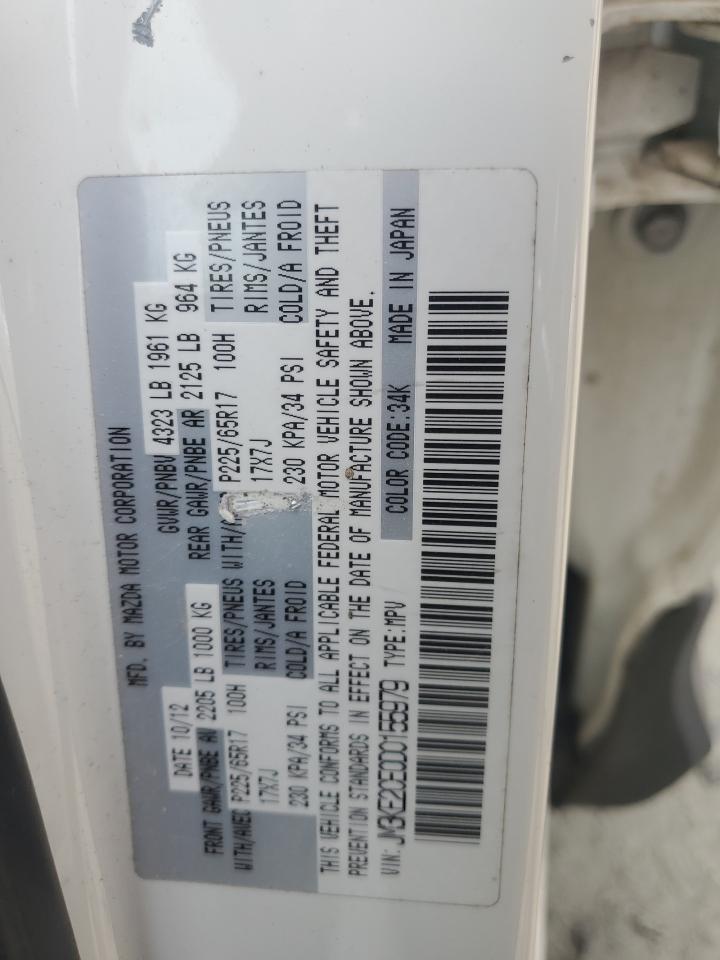 MFD. BY MAZDA MOTOR CORPORATION
DATE 10/12 GVWR/PNBV 4323 LB 1961 KG
FRONT GAWR/PNBE AV 2205 LB 1000 KG REAR GAWR/PNBE AR 2125 LB 964 KG
WITH/AVEC P225/65R17 100H TIRES/PNEUS WITH/ P225/65R17 100H TIRES/PNEUS
17X7J RIMS/JANTES 17X7J RIMS/JANTES
230 KPA/34 PSI COLD/A FROID 230 KPA/34 PSI COLD/A FROID
THIS VEHICLE CONFORMS TO ALL APPLICABLE FEDERAL MOTOR VEHICLE SAFETY AND THEFT
PREVENTION STANDARDS IN EFFECT ON THE DATE OF MANUFACTURE SHOWN ABOVE.
VIN:JM3KE2CE0D0155979 TYPE:MPV COLOR CODE:34K MADE IN JAPAN